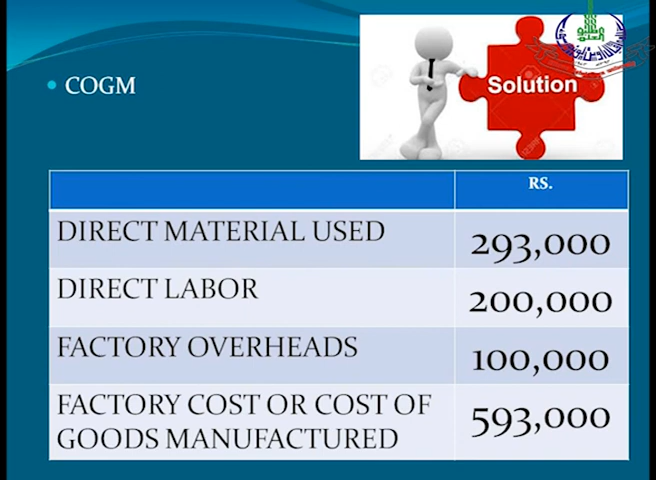 COGM
Solution
RS.
DIRECT MATERIAL USED
293,000
DIRECT LABOR
200,000
FACTORY OVERHEADS
100,000
FACTORY COST OR COST OF
GOODS MANUFACTURED
593,000